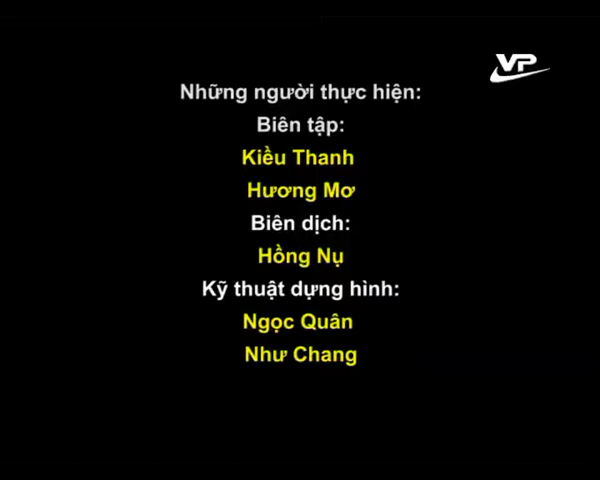 VP
Những người thực hiện:
Biên tập:
Kiều Thanh
Hương Mơ
Biên dịch:
Hồng Nụ
Kỹ thuật dựng hình:
Ngọc Quân
Như Chang